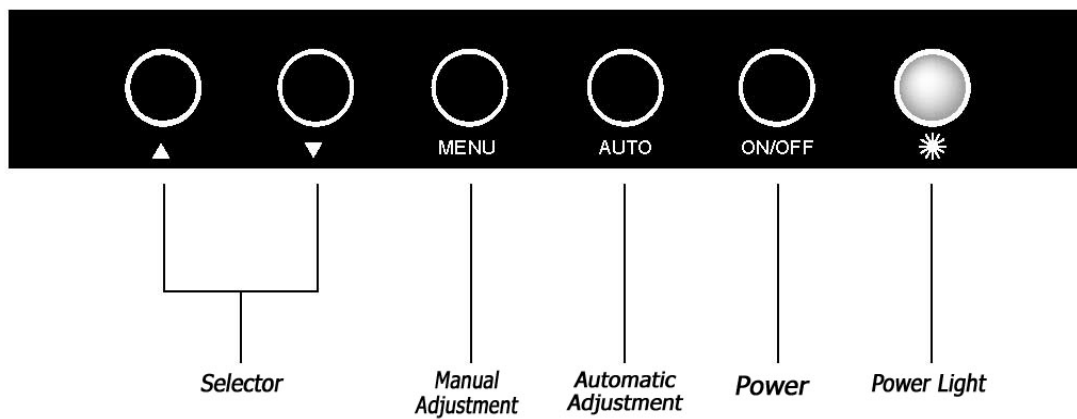 ▲ ▼ MENU AUTO ON/OFF
Selector
Manual
Adjustment
Automatic
Adjustment
Power
Power Light